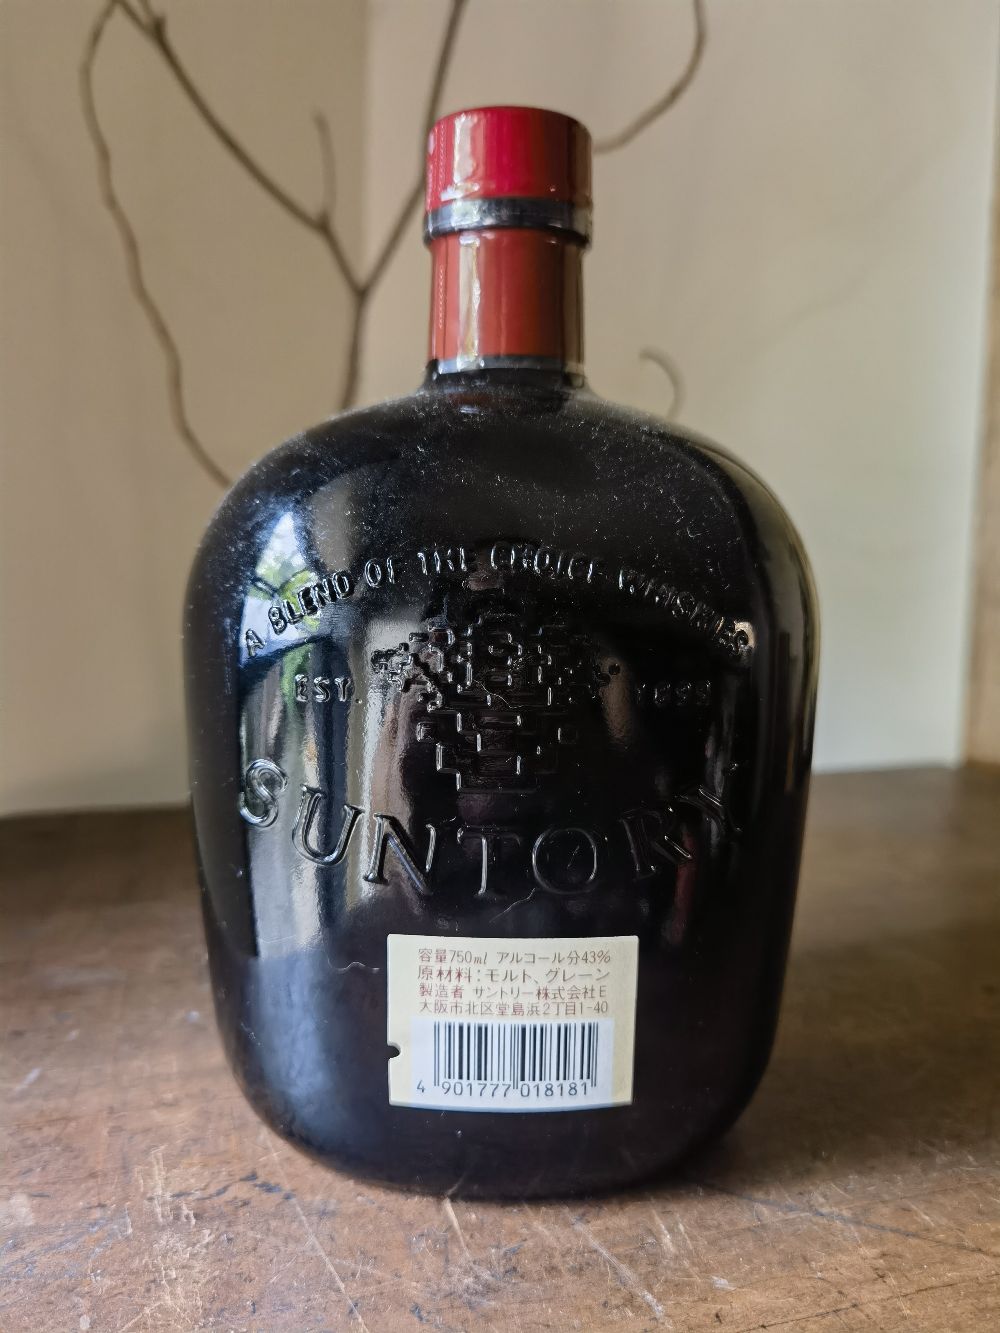 A BLEND OF THE CHOICE WHISKIES
EST. 1899
SUNTORY
容量750ml アルコール分43%
原材料:モルト、グレーン
製造者 サントリー株式会社E
大阪市北区堂島浜2丁目1-40
4 901777 018181